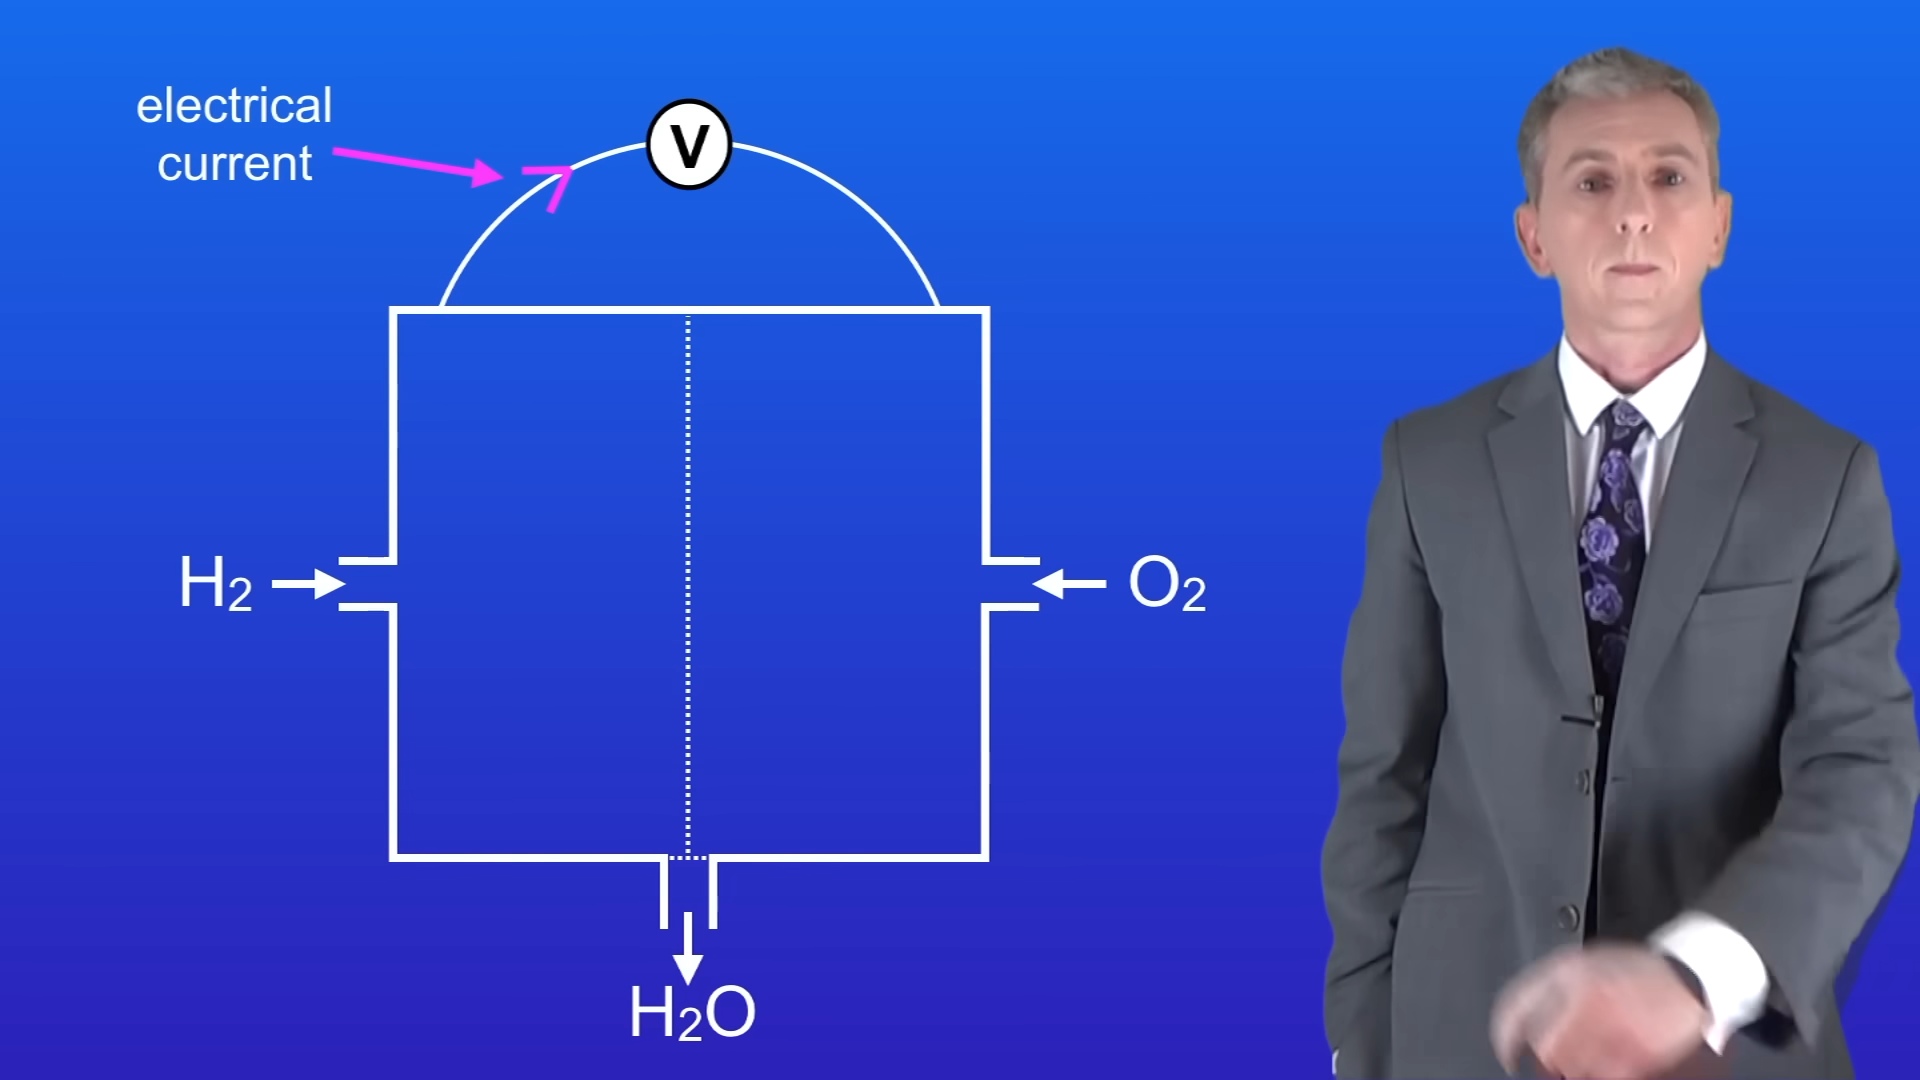 electrical
current
V
H₂
O₂
H₂O